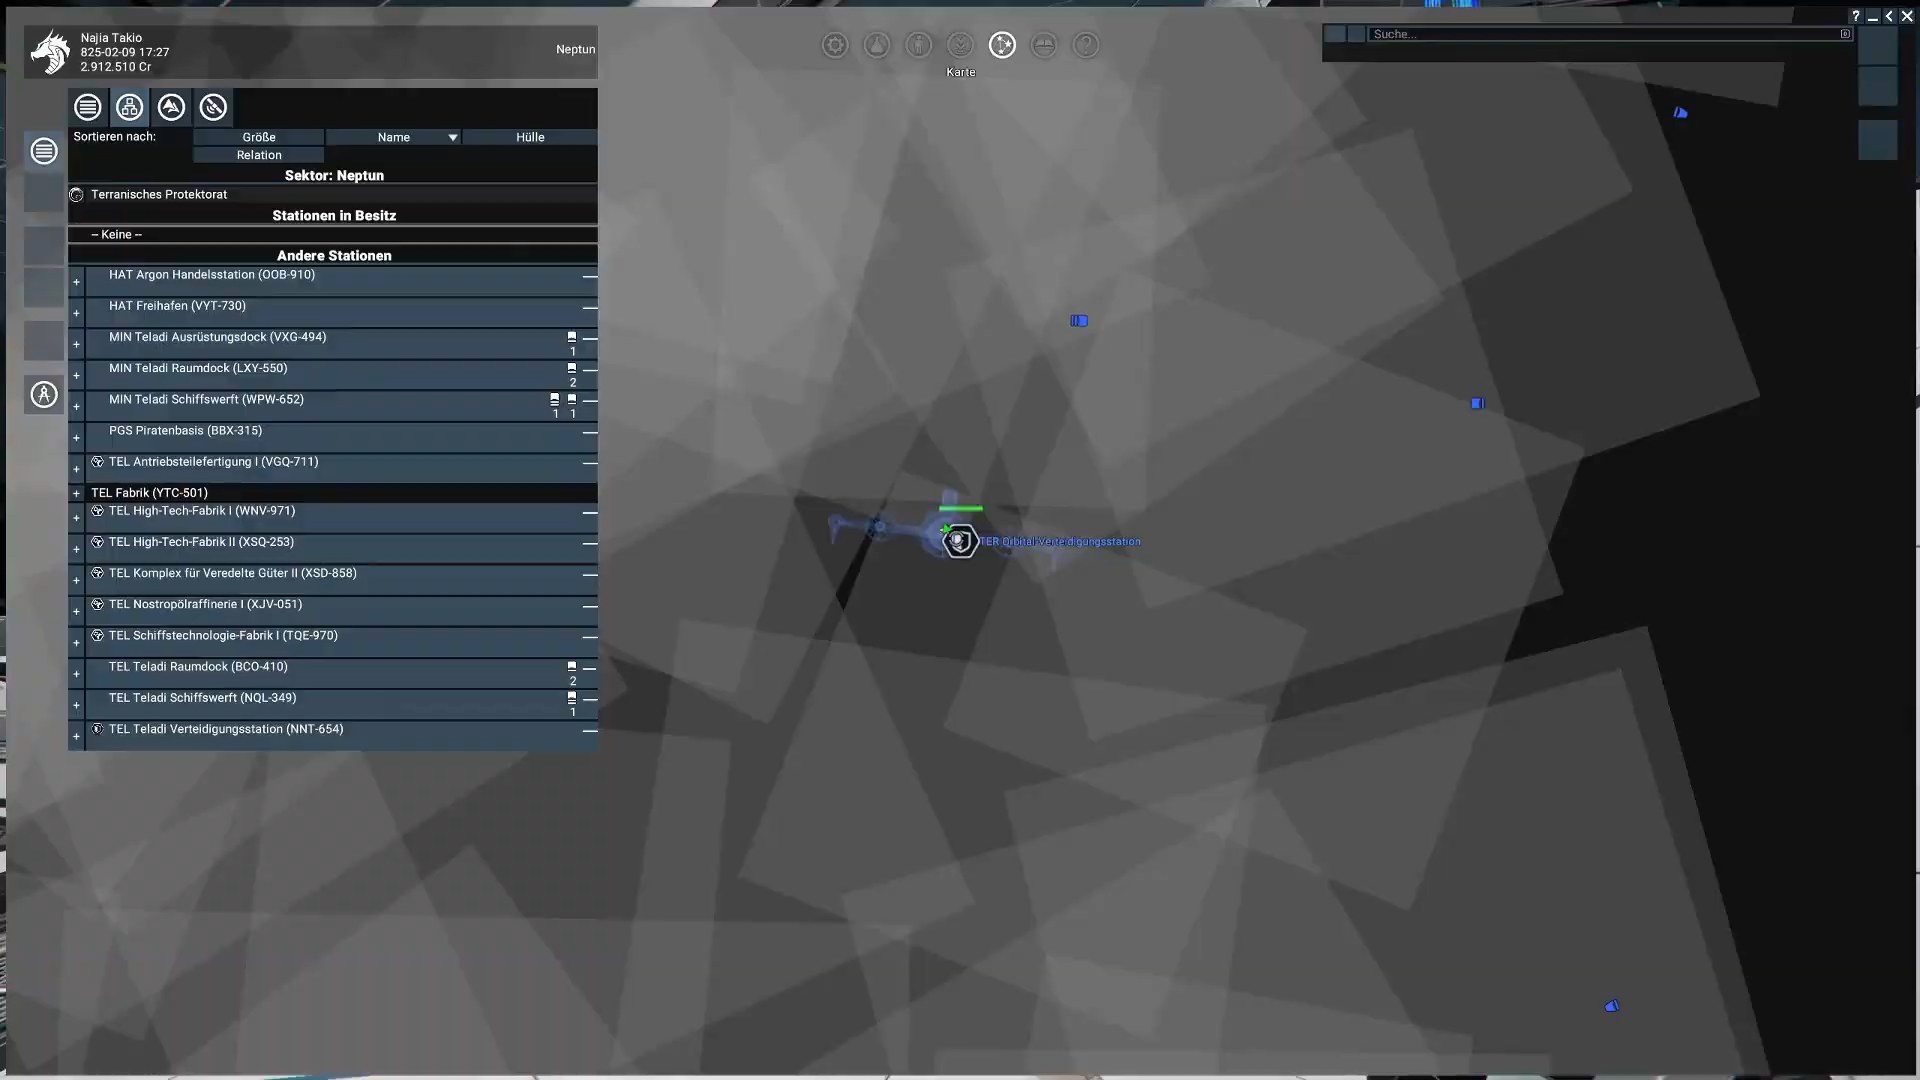 Najia Takio
825-02-09 17:27
2.912.510 Cr
Neptun
Karte
Suche...
?
Sortieren nach:
Größe
Name
Hülle
Relation
Sektor: Neptun
Terranisches Protektorat
Stationen in Besitz
-- Keine --
Andere Stationen
+ HAT Argon Handelsstation (OOB-910)
+ HAT Freihafen (VYT-730)
+ MIN Teladi Ausrüstungsdock (VXG-494) 1
+ MIN Teladi Raumdock (LXY-550) 2
+ MIN Teladi Schiffswerft (WPW-652) 1 1
+ PGS Piratenbasis (BBX-315)
+ TEL Antriebsteilefertigung I (VGQ-711)
+ TEL Fabrik (YTC-501)
+ TEL High-Tech-Fabrik I (WNV-971)
+ TEL High-Tech-Fabrik II (XSQ-253)
+ TEL Komplex für Veredelte Güter II (XSD-858)
+ TEL Nostropölraffinerie I (XJV-051)
+ TEL Schiffstechnologie-Fabrik I (TQE-970)
+ TEL Teladi Raumdock (BCO-410) 2
+ TEL Teladi Schiffswerft (NQL-349) 1
+ TEL Teladi Verteidigungsstation (NNT-654)
TER Orbital-Verteidigungsstation